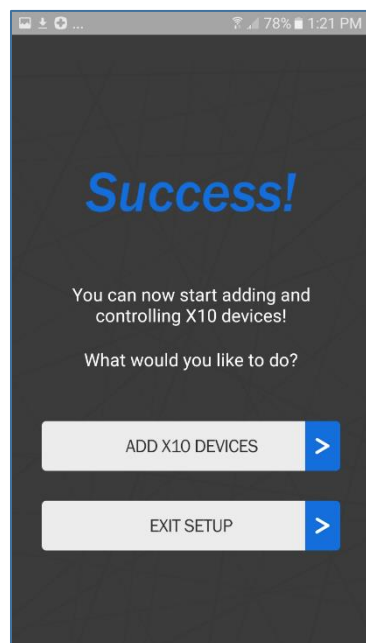 ... 78% 1:21 PM
Success!
You can now start adding and
controlling X10 devices!
What would you like to do?
ADD X10 DEVICES >
EXIT SETUP >